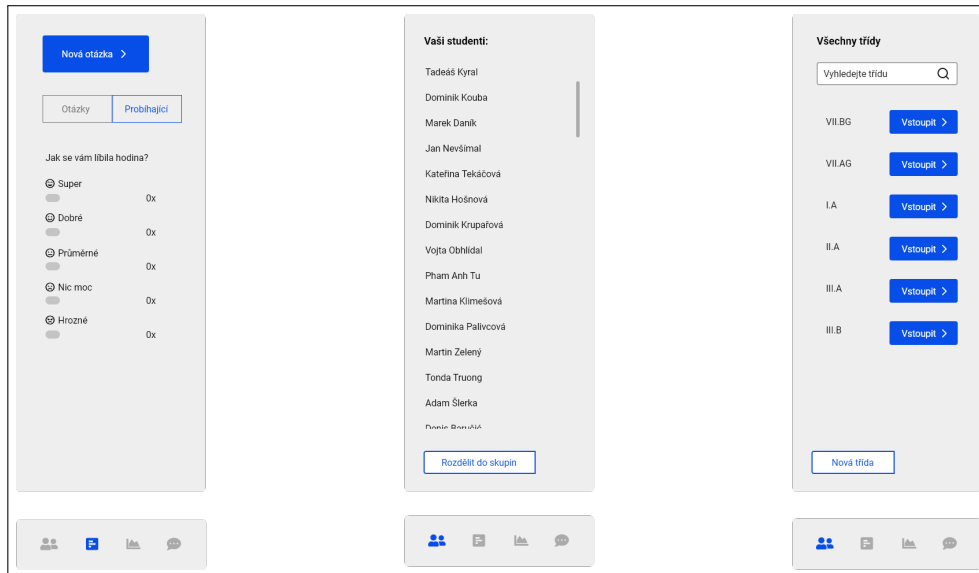 Nová otázka
Otázky
Probíhající
Jak se vám líbila hodina?
Super
0x
Dobré
0x
Průměrné
0x
Nic moc
0x
Hrozné
0x
Vaši studenti:
Tadeáš Kyral
Dominik Kouba
Marek Daník
Jan Nevšímal
Kateřina Tekáčová
Nikita Hošnová
Dominik Krupařová
Vojta Obhlídal
Pham Anh Tu
Martina Klimešová
Dominika Palivcová
Martin Zelený
Tonda Truong
Adam Šlerka
Denis Baručić
Rozdělit do skupin
Všechny třídy
Vyhledejte třídu
VII.BG Vstoupit
VII.AG Vstoupit
I.A Vstoupit
II.A Vstoupit
III.A Vstoupit
III.B Vstoupit
Nová třída